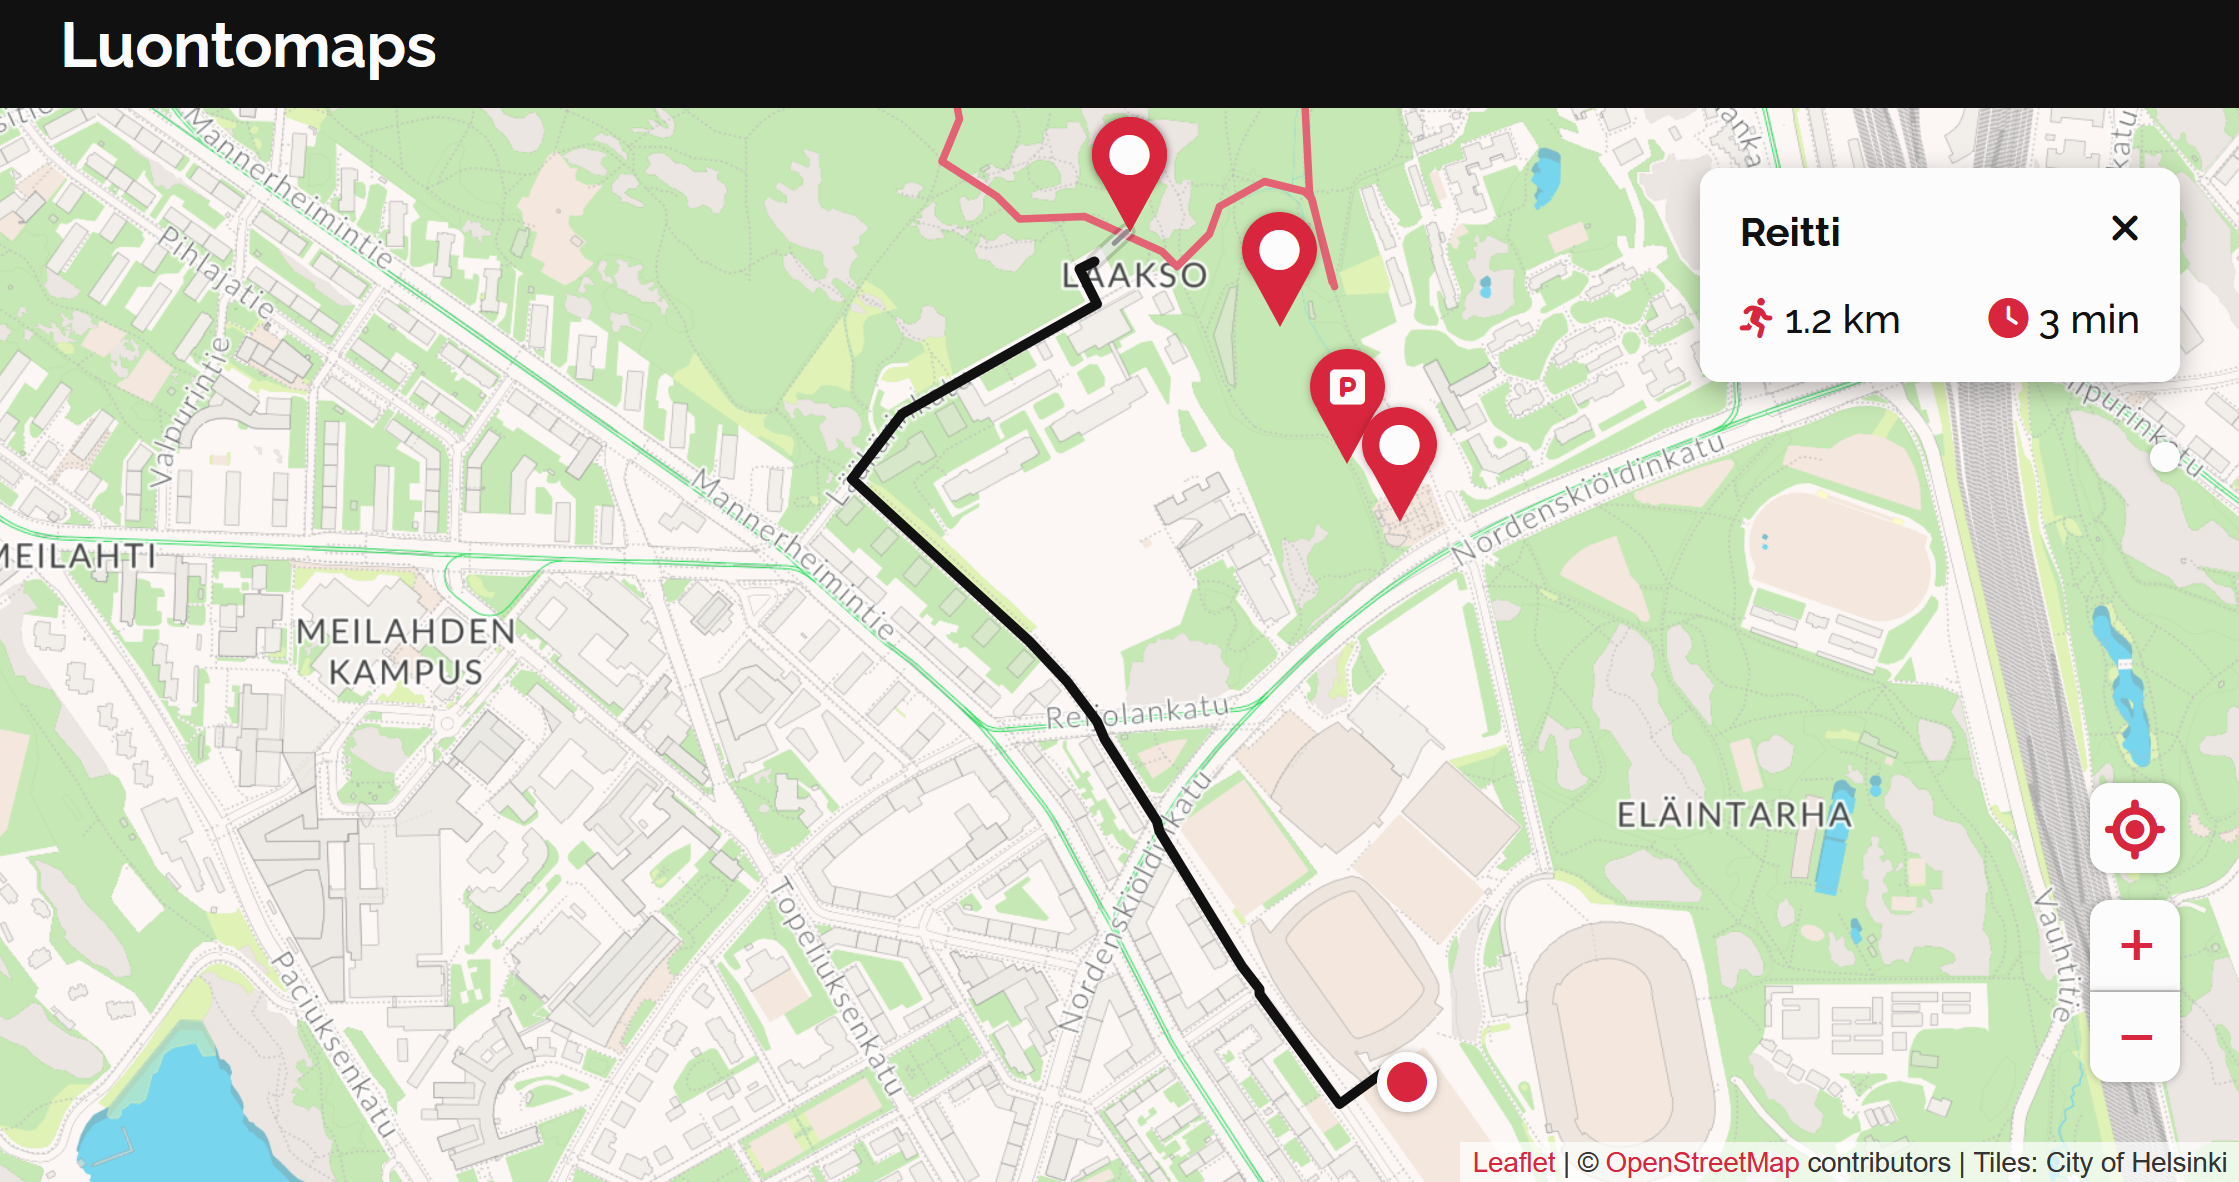 Luontomaps
Mannerheimintie
Pihlajatie
Valpurintie
LAAKSO
Reitti
1.2 km
3 min
P
Nordenskiöldinkatu
Mannerheimintie
MEILAHTI
MEILAHDEN
KAMPUS
Reijolankatu
ELÄINTARHA
Nordenskiöldinkatu
Topeliuksenkatu
Paciuksenkatu
Vauhtitie
+
−
Leaflet | © OpenStreetMap contributors | Tiles: City of Helsinki